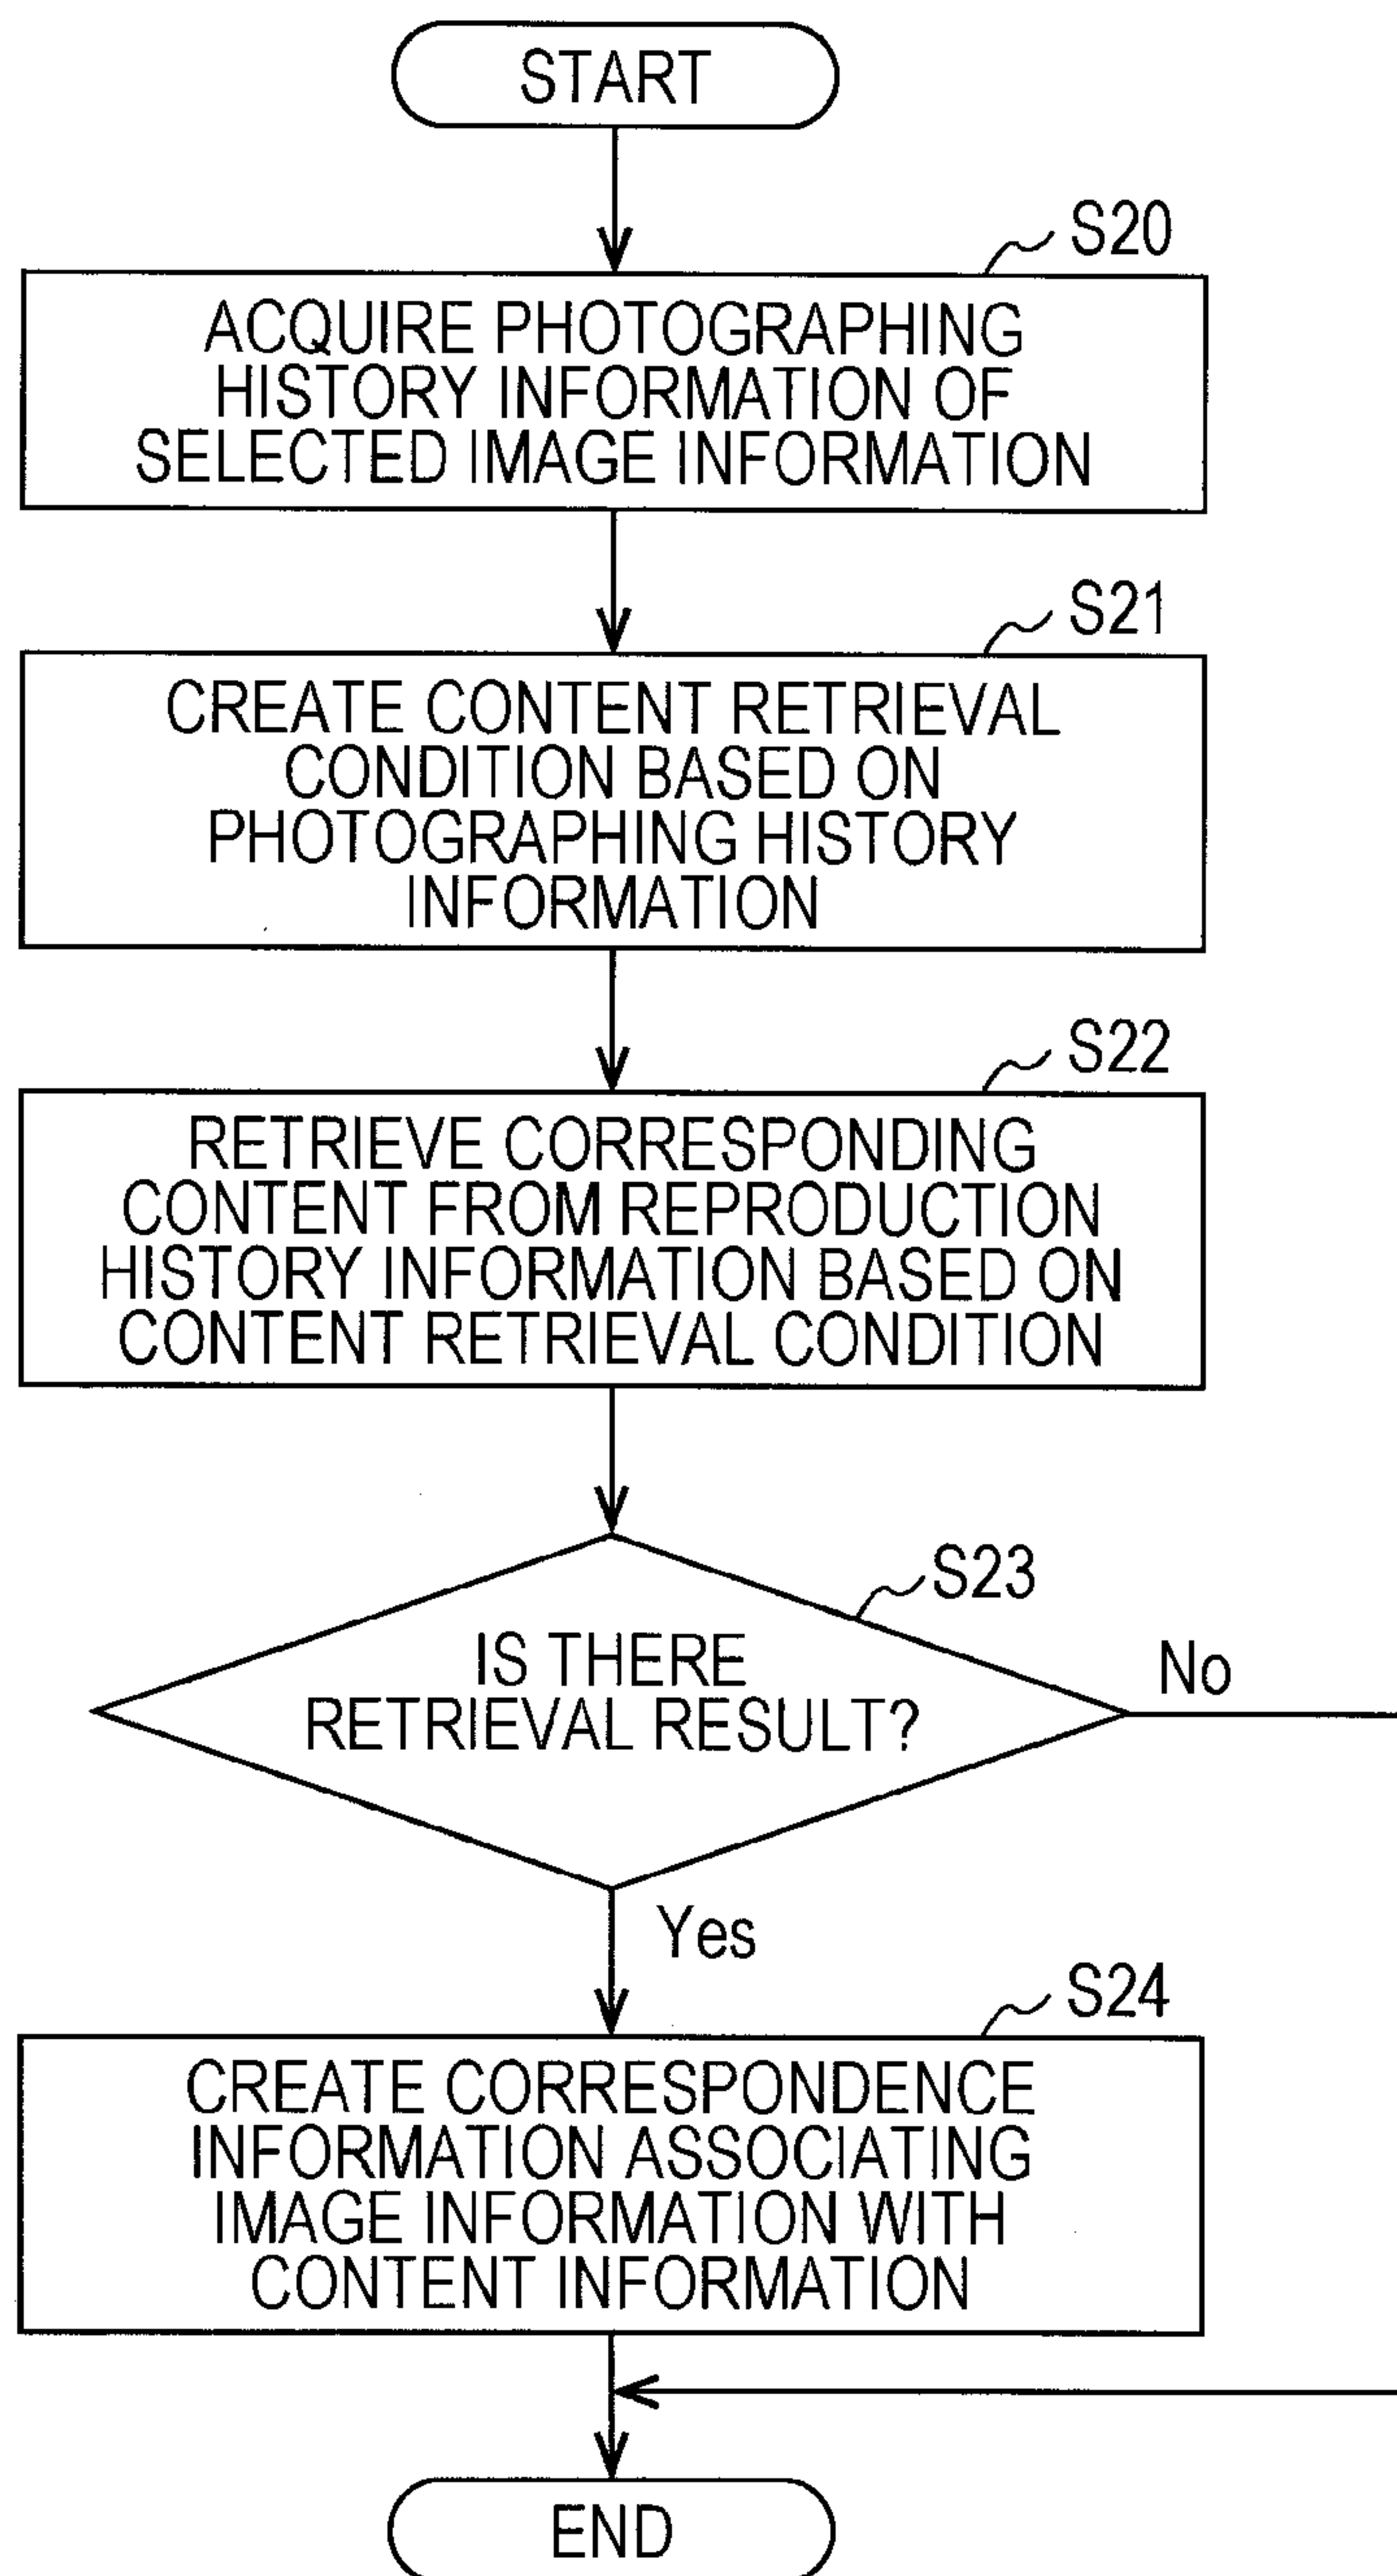 START
S20
ACQUIRE PHOTOGRAPHING
HISTORY INFORMATION OF
SELECTED IMAGE INFORMATION
S21
CREATE CONTENT RETRIEVAL
CONDITION BASED ON
PHOTOGRAPHING HISTORY
INFORMATION
S22
RETRIEVE CORRESPONDING
CONTENT FROM REPRODUCTION
HISTORY INFORMATION BASED ON
CONTENT RETRIEVAL CONDITION
S23
IS THERE
RETRIEVAL RESULT?
No
Yes
S24
CREATE CORRESPONDENCE
INFORMATION ASSOCIATING
IMAGE INFORMATION WITH
CONTENT INFORMATION
END